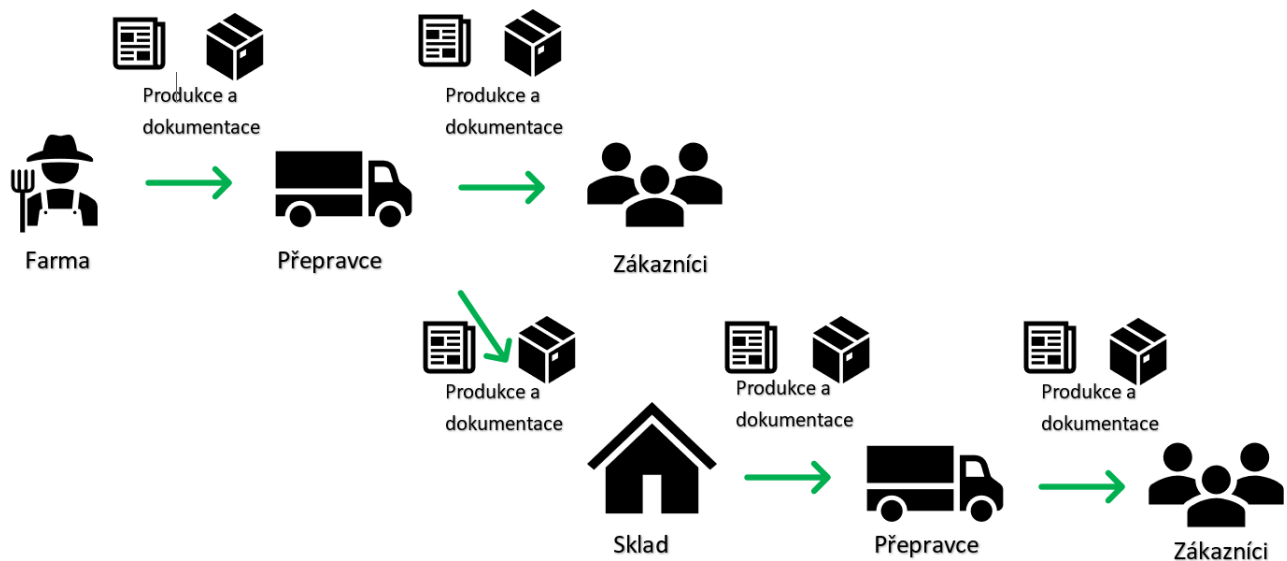 Produkce a
dokumentace
Produkce a
dokumentace
Farma
Přepravce
Zákazníci
Produkce a
dokumentace
Produkce a
dokumentace
Produkce a
dokumentace
Sklad
Přepravce
Zákazníci